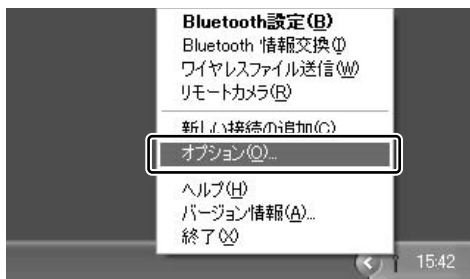 Bluetooth設定(B)
Bluetooth 情報交換(I)
ワイヤレスファイル送信(W)
リモートカメラ(R)
新しい接続の追加(C)
オプション(O)...
ヘルプ(H)
バージョン情報(A)...
終了(X)
15:42